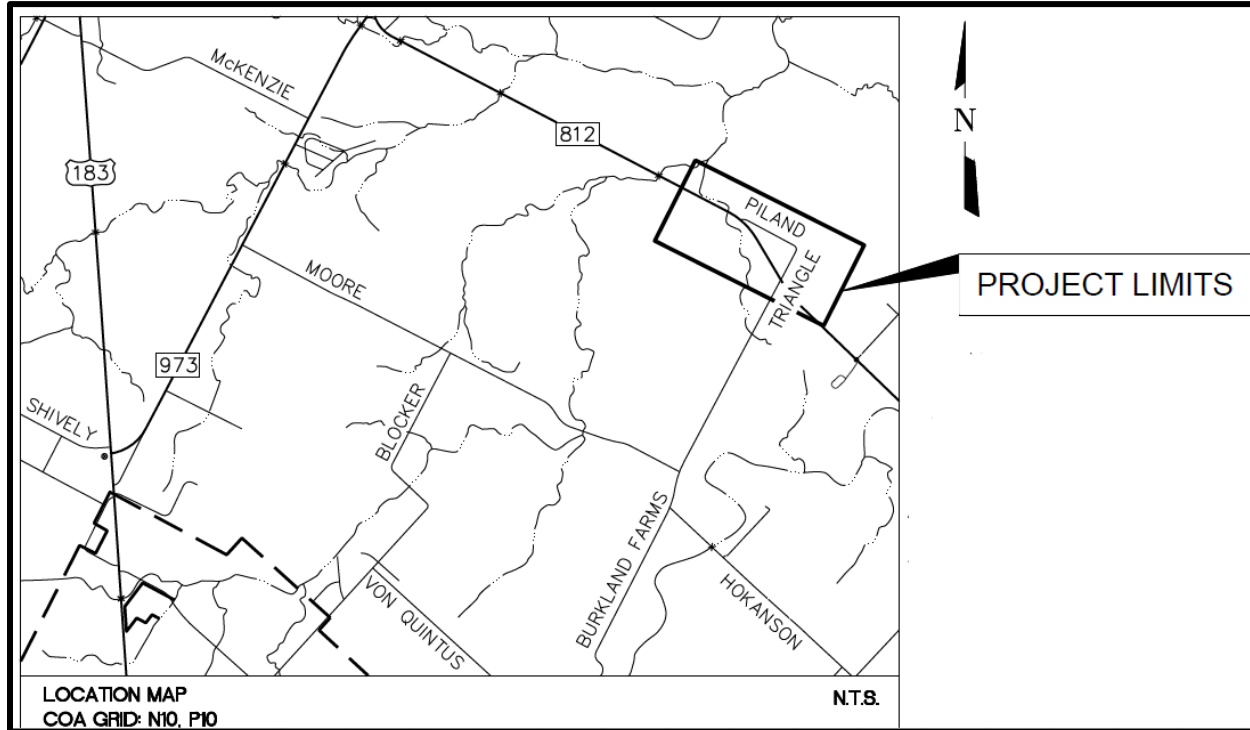 McKENZIE
812
N
183
PILAND
PROJECT LIMITS
TRIANGLE
MOORE
973
SHIVELY
BLOCKER
BURKLAND FARMS
VON QUINTUS
HOKANSON
LOCATION MAP
N.T.S.
COA GRID: N10, P10